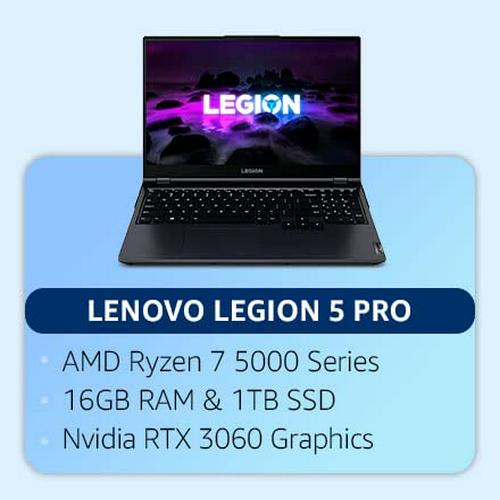 LEGION
LEGION
LENOVO LEGION 5 PRO
AMD Ryzen 7 5000 Series
16GB RAM & 1TB SSD
Nvidia RTX 3060 Graphics